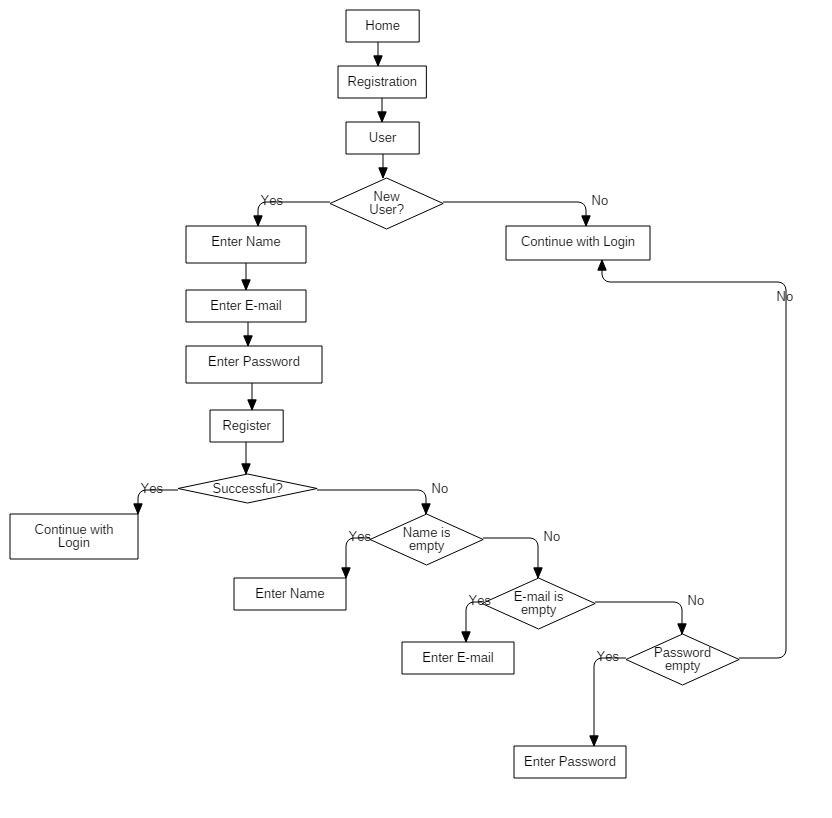 Home
Registration
User
New
User?
Yes
No
Enter Name
Continue with Login
Enter E-mail
No
Enter Password
Register
Successful?
Yes
No
Continue with
Login
Name is
empty
Yes
No
Enter Name
E-mail is
empty
Yes
No
Enter E-mail
Password
empty
Yes
Enter Password